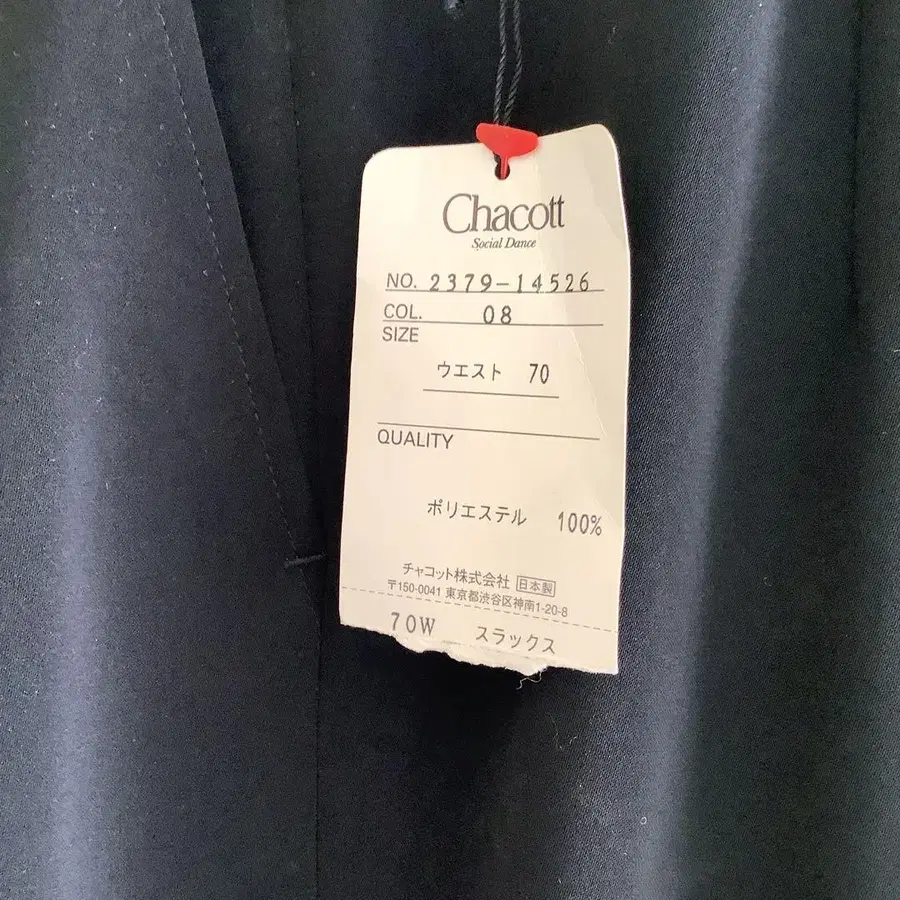 Chacott
Social Dance
NO. 2379-14526
COL. 08
SIZE
ウエスト 70
QUALITY
ポリエステル 100%
チャコット株式会社 日本製
〒150-0041 東京都渋谷区神南1-20-8
70W スラックス